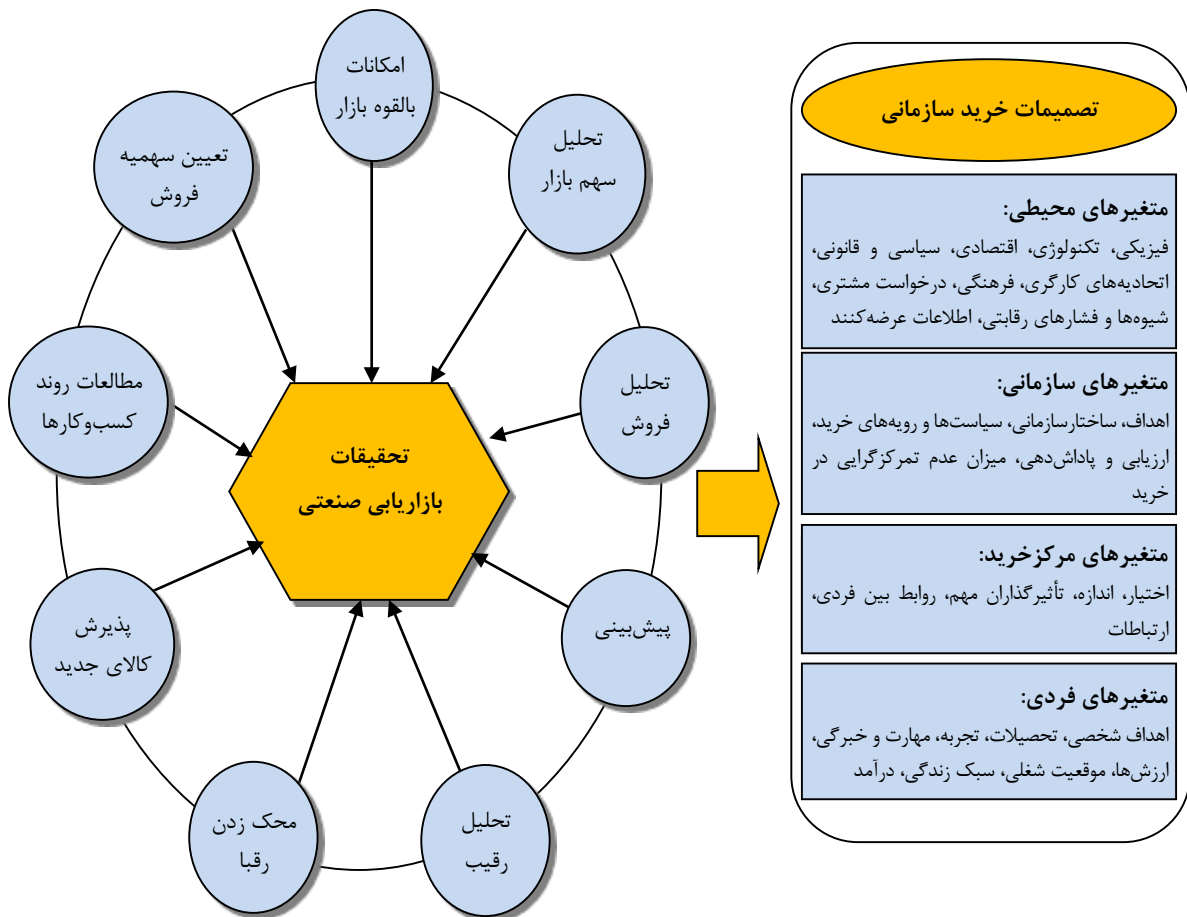 امکانات
بالقوه بازار
تحلیل
سهم بازار
تعیین سهمیه
فروش
مطالعات روند
کسب‌وکارها
تحلیل
فروش
تحقیقات
بازاریابی صنعتی
پذیرش
کالای جدید
پیش‌بینی
محک زدن
رقبا
تحلیل
رقیب
تصمیمات خرید سازمانی
متغیرهای محیطی:
فیزیکی، تکنولوژی، اقتصادی، سیاسی و قانونی،
اتحادیه‌های کارگری، فرهنگی، درخواست مشتری،
شیوه‌ها و فشارهای رقابتی، اطلاعات عرضه‌کنند
متغیرهای سازمانی:
اهداف، ساختارسازمانی، سیاست‌ها و رویه‌های خرید،
ارزیابی و پاداش‌دهی، میزان عدم تمرکزگرایی در
خرید
متغیرهای مرکزخرید:
اختیار، اندازه، تأثیرگذاران مهم، روابط بین فردی،
ارتباطات
متغیرهای فردی:
اهداف شخصی، تحصیلات، تجربه، مهارت و خبرگی،
ارزش‌ها، موقعیت شغلی، سبک زندگی، درآمد